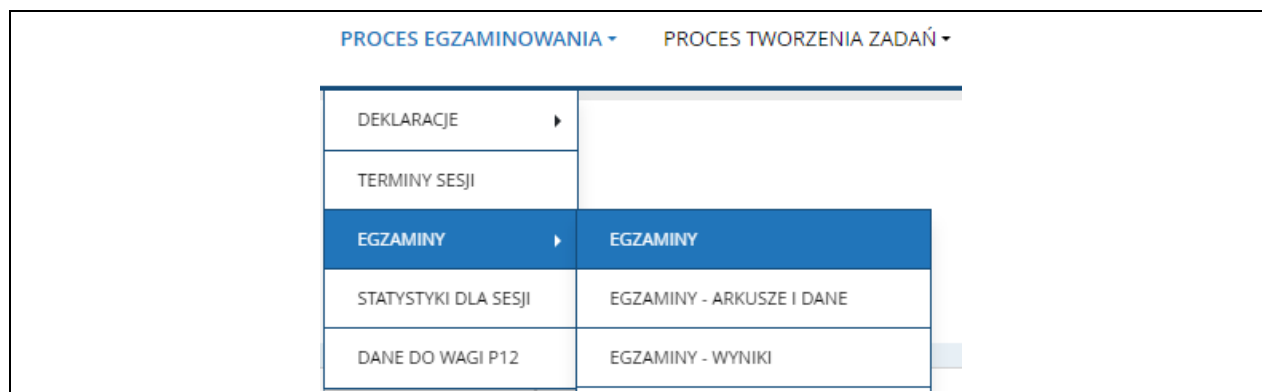 PROCES EGZAMINOWANIA PROCES TWORZENIA ZADAŃ
DEKLARACJE
TERMINY SESJI
EGZAMINY EGZAMINY
STATYSTYKI DLA SESJI EGZAMINY - ARKUSZE I DANE
DANE DO WAGI P12 EGZAMINY - WYNIKI